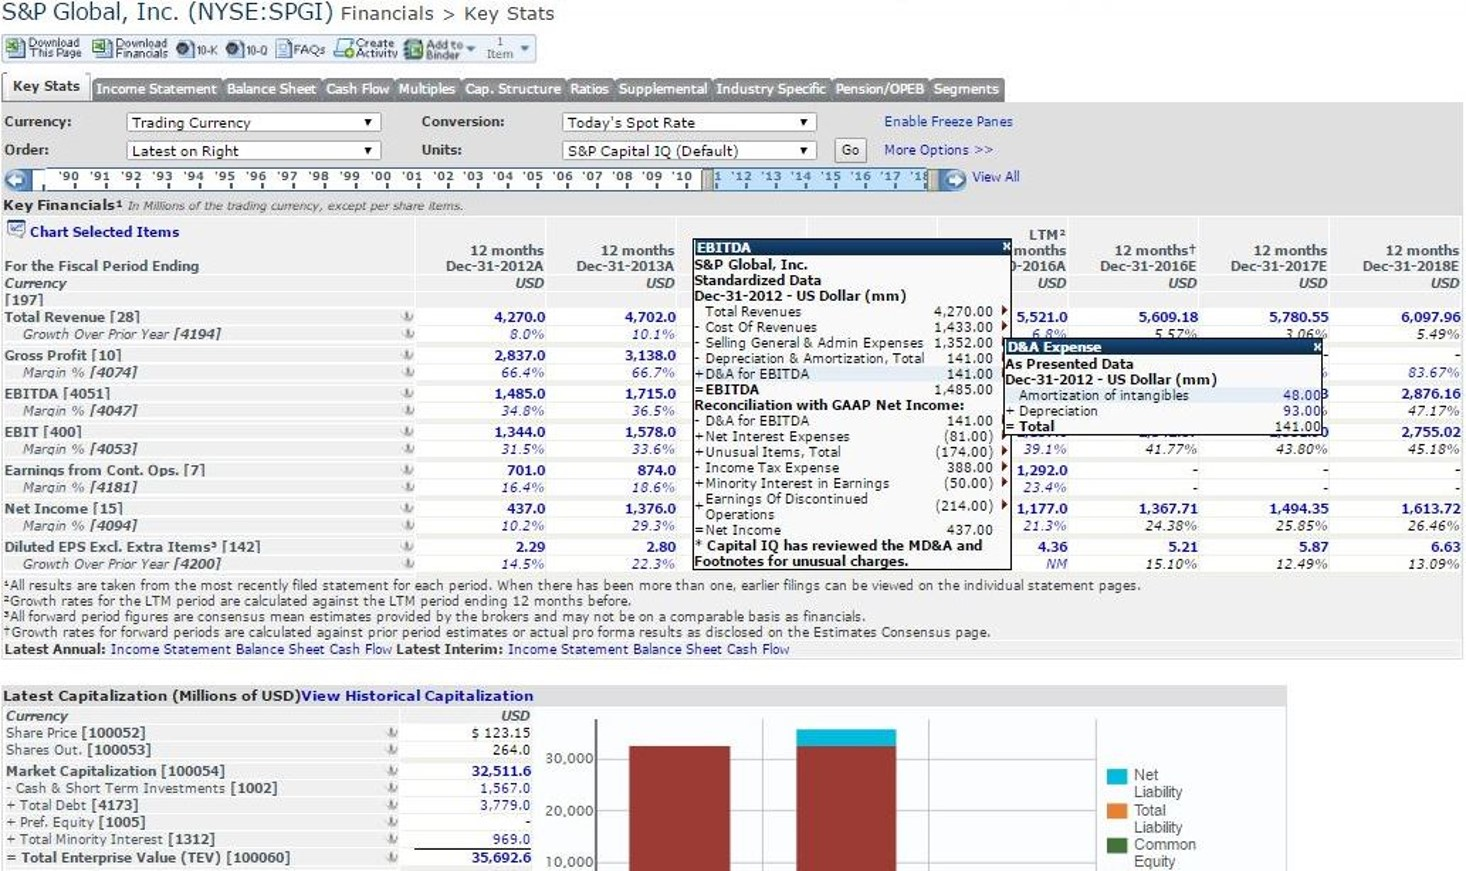 S&P Global, Inc. (NYSE:SPGI) Financials > Key Stats
Download This Page Download Financials 10-K 10-Q FAQs Create Activity Add to Binder 1 Item
Key Stats Income Statement Balance Sheet Cash Flow Multiples Cap. Structure Ratios Supplemental Industry Specific Pension/OPEB Segments
Currency: Trading Currency Conversion: Today's Spot Rate Enable Freeze Panes
Order: Latest on Right Units: S&P Capital IQ (Default) Go More Options >>
'90 '91 '92 '93 '94 '95 '96 '97 '98 '99 '00 '01 '02 '03 '04 '05 '06 '07 '08 '09 '10 1 '12 '13 '14 '15 '16 '17 '18 View All
Key Financials¹ In Millions of the trading currency, except per share items.
Chart Selected Items
For the Fiscal Period Ending 12 months Dec-31-2012A 12 months Dec-31-2013A LTM² months 0-2016A 12 months† Dec-31-2016E 12 months Dec-31-2017E 12 months Dec-31-2018E
Currency USD USD USD USD USD USD
[197]
Total Revenue [28] 4,270.0 4,702.0 5,521.0 5,609.18 5,780.55 6,097.96
Growth Over Prior Year [4194] 8.0% 10.1% 6.8% 5.57% 3.06% 5.49%
Gross Profit [10] 2,837.0 3,138.0 - -
Margin % [4074] 66.4% 66.7% - 83.67%
EBITDA [4051] 1,485.0 1,715.0 2,876.16
Margin % [4047] 34.8% 36.5% 47.17%
EBIT [400] 1,344.0 1,578.0 2,755.02
Margin % [4053] 31.5% 33.6% 39.1% 41.77% 43.80% 45.18%
Earnings from Cont. Ops. [7] 701.0 874.0 1,292.0 - - -
Margin % [4181] 16.4% 18.6% 23.4% - - -
Net Income [15] 437.0 1,376.0 1,177.0 1,367.71 1,494.35 1,613.72
Margin % [4094] 10.2% 29.3% 21.3% 24.38% 25.85% 26.46%
Diluted EPS Excl. Extra Items³ [142] 2.29 2.80 4.36 5.21 5.87 6.63
Growth Over Prior Year [4200] 14.5% 22.3% NM 15.10% 12.49% 13.09%
EBITDA x
S&P Global, Inc.
Standardized Data
Dec-31-2012 - US Dollar (mm)
Total Revenues 4,270.00
- Cost Of Revenues 1,433.00
- Selling General & Admin Expenses 1,352.00
- Depreciation & Amortization, Total 141.00
+ D&A for EBITDA 141.00
= EBITDA 1,485.00
Reconciliation with GAAP Net Income:
- D&A for EBITDA 141.00
+ Net Interest Expenses (81.00)
+ Unusual Items, Total (174.00)
- Income Tax Expense 388.00
+ Minority Interest in Earnings (50.00)
+ Earnings Of Discontinued Operations (214.00)
= Net Income 437.00
* Capital IQ has reviewed the MD&A and
Footnotes for unusual charges.
D&A Expense x
As Presented Data
Dec-31-2012 - US Dollar (mm)
Amortization of intangibles 48.00
+ Depreciation 93.00
= Total 141.00
¹All results are taken from the most recently filed statement for each period. When there has been more than one, earlier filings can be viewed on the individual statement pages.
²Growth rates for the LTM period are calculated against the LTM period ending 12 months before.
³All forward period figures are consensus mean estimates provided by the brokers and may not be on a comparable basis as financials.
†Growth rates for forward periods are calculated against prior period estimates or actual pro forma results as disclosed on the Estimates Consensus page.
Latest Annual: Income Statement Balance Sheet Cash Flow Latest Interim: Income Statement Balance Sheet Cash Flow
Latest Capitalization (Millions of USD)View Historical Capitalization
Currency USD
Share Price [100052] $ 123.15
Shares Out. [100053] 264.0
Market Capitalization [100054] 32,511.6
- Cash & Short Term Investments [1002] 1,567.0
+ Total Debt [4173] 3,779.0
+ Pref. Equity [1005] -
+ Total Minority Interest [1312] 969.0
= Total Enterprise Value (TEV) [100060] 35,692.6
30,000
20,000
10,000
Net
Liability
Total
Liability
Common
Equity